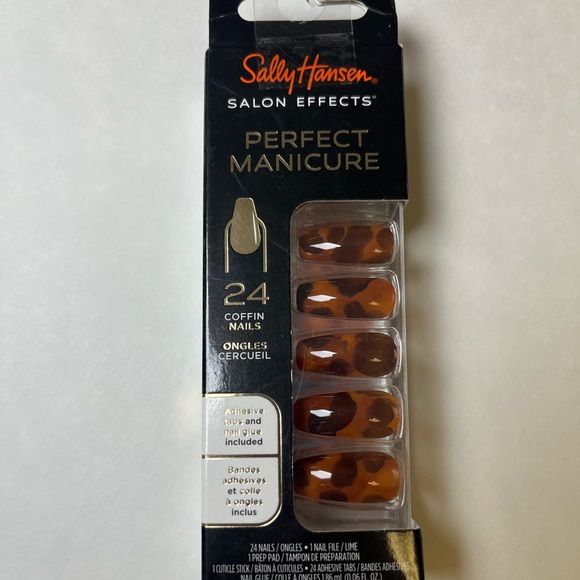 Sally Hansen®
SALON EFFECTS®
PERFECT
MANICURE
24
COFFIN
NAILS
ONGLES
CERCUEIL
Adhesive
tabs and
nail glue
included
Bandes
adhésives
et colle
à ongles
inclus
24 NAILS / ONGLES • 1 NAIL FILE / LIME
1 PREP PAD / TAMPON DE PRÉPARATION
1 CUTICLE STICK / BÂTON À CUTICULES • 24 ADHESIVE TABS / BANDES ADHÉSIVES
NAIL GLUE / COLLE À ONGLES 1.86 ml (0.06 FL. OZ.)